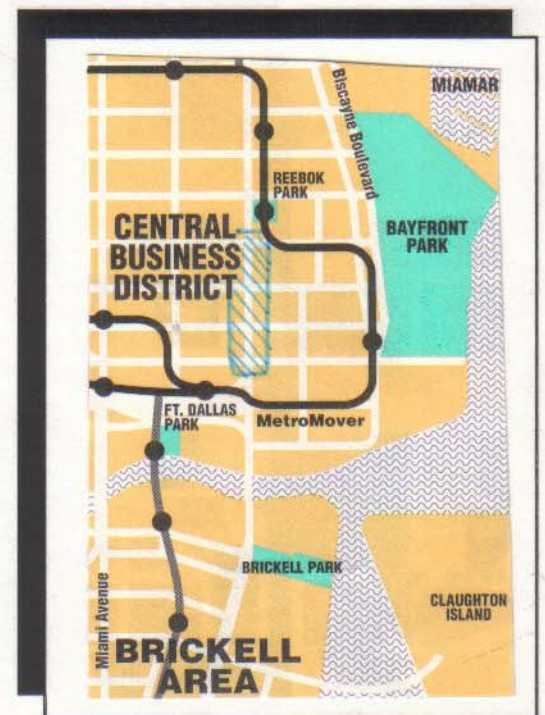 MIAMAR
Biscayne Boulevard
REEBOK
PARK
CENTRAL
BUSINESS
DISTRICT
BAYFRONT
PARK
FT. DALLAS
PARK
MetroMover
BRICKELL PARK
CLAUGHTON
ISLAND
Miami Avenue
BRICKELL
AREA